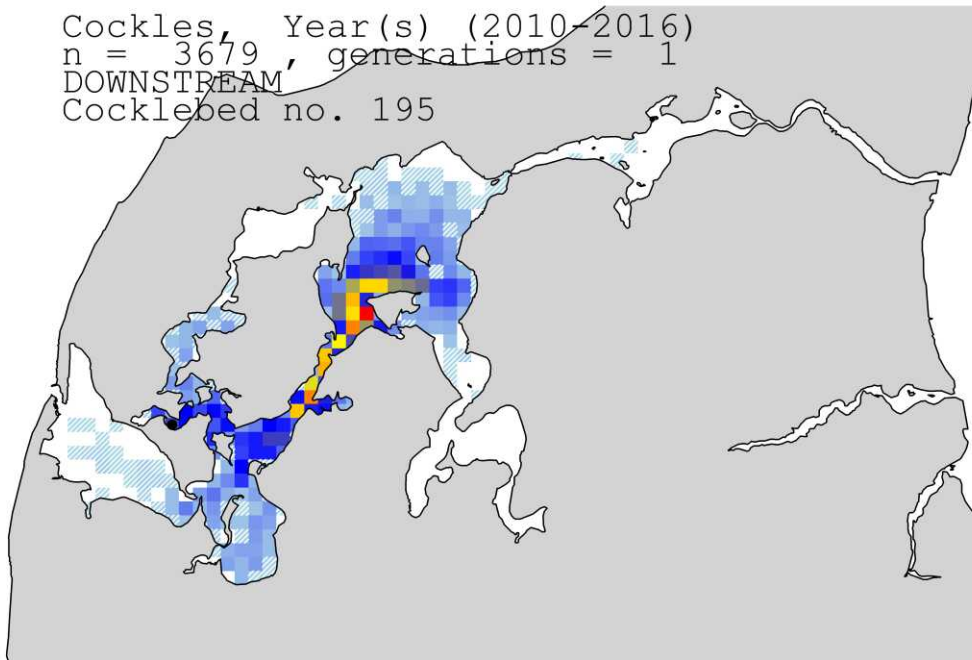 Cockles, Year(s) (2010-2016)
n = 3679 , generations = 1
DOWNSTREAM
Cocklebed no. 195